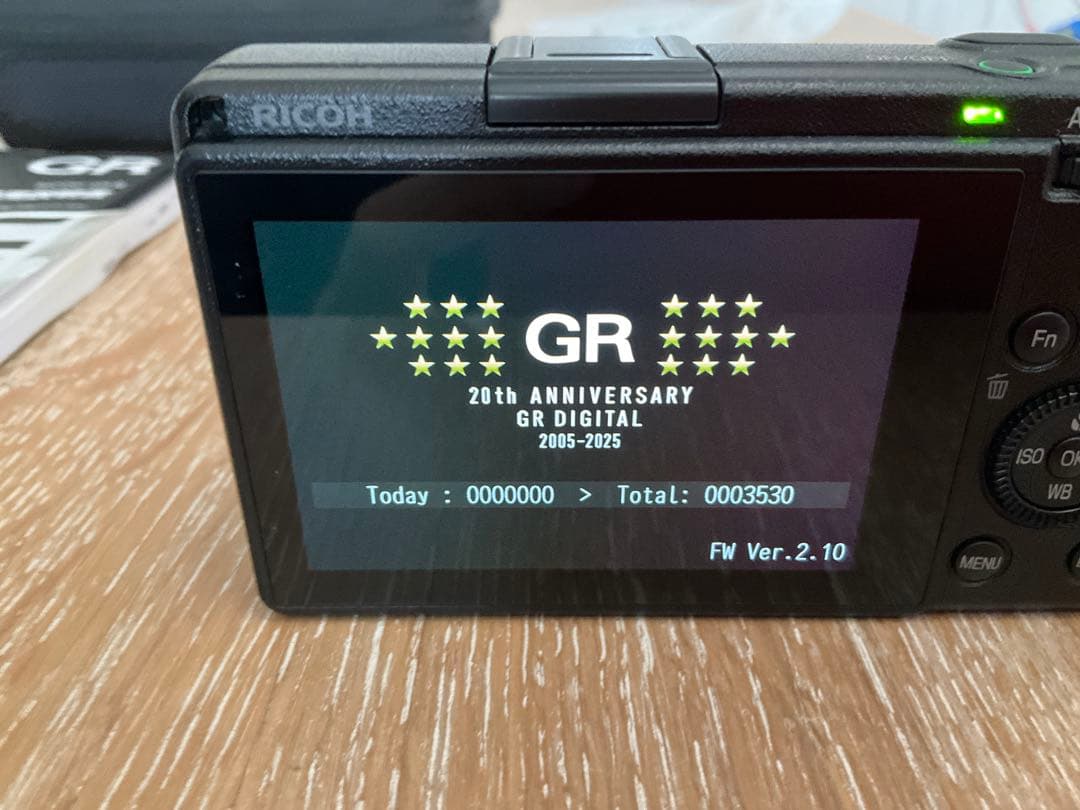 RICOH
GR
GR
20th ANNIVERSARY
GR DIGITAL
2005-2025
Today : 0000000 > Total: 0003530
FW Ver.2.10
Fn
ISO
WB
MENU